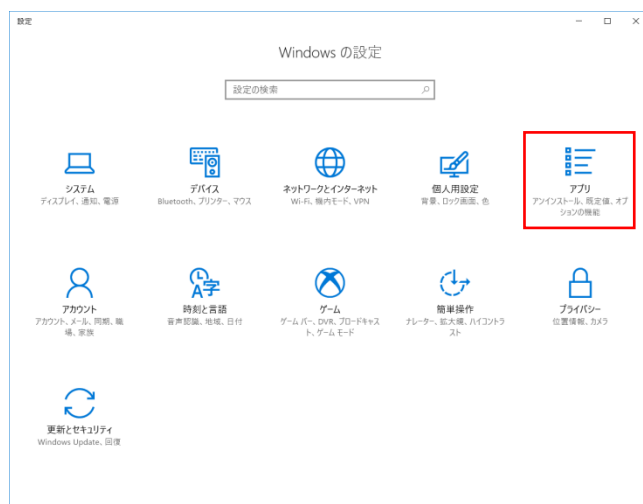 設定
Windows の設定
設定の検索
システム
ディスプレイ、通知、電源
デバイス
Bluetooth、プリンター、マウス
ネットワークとインターネット
Wi-Fi、機内モード、VPN
個人用設定
背景、ロック画面、色
アプリ
アンインストール、既定値、オプ
ションの機能
アカウント
アカウント、メール、同期、職
場、家族
時刻と言語
音声認識、地域、日付
ゲーム
ゲーム バー、DVR、ブロードキャス
ト、ゲーム モード
簡単操作
ナレーター、拡大鏡、ハイコントラ
スト
プライバシー
位置情報、カメラ
更新とセキュリティ
Windows Update、回復